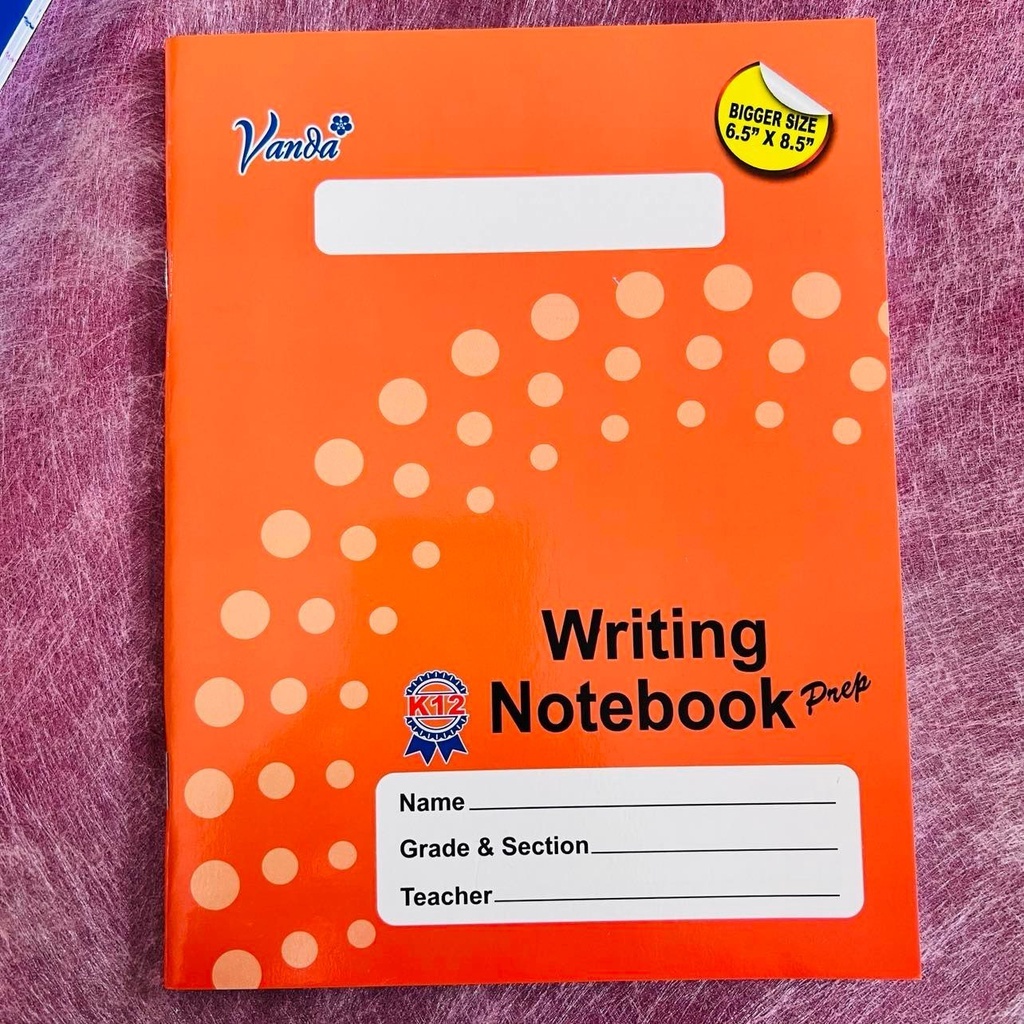 Vanda
BIGGER SIZE
6.5” X 8.5”
Writing
Notebook Prep
K12
Name
Grade & Section
Teacher